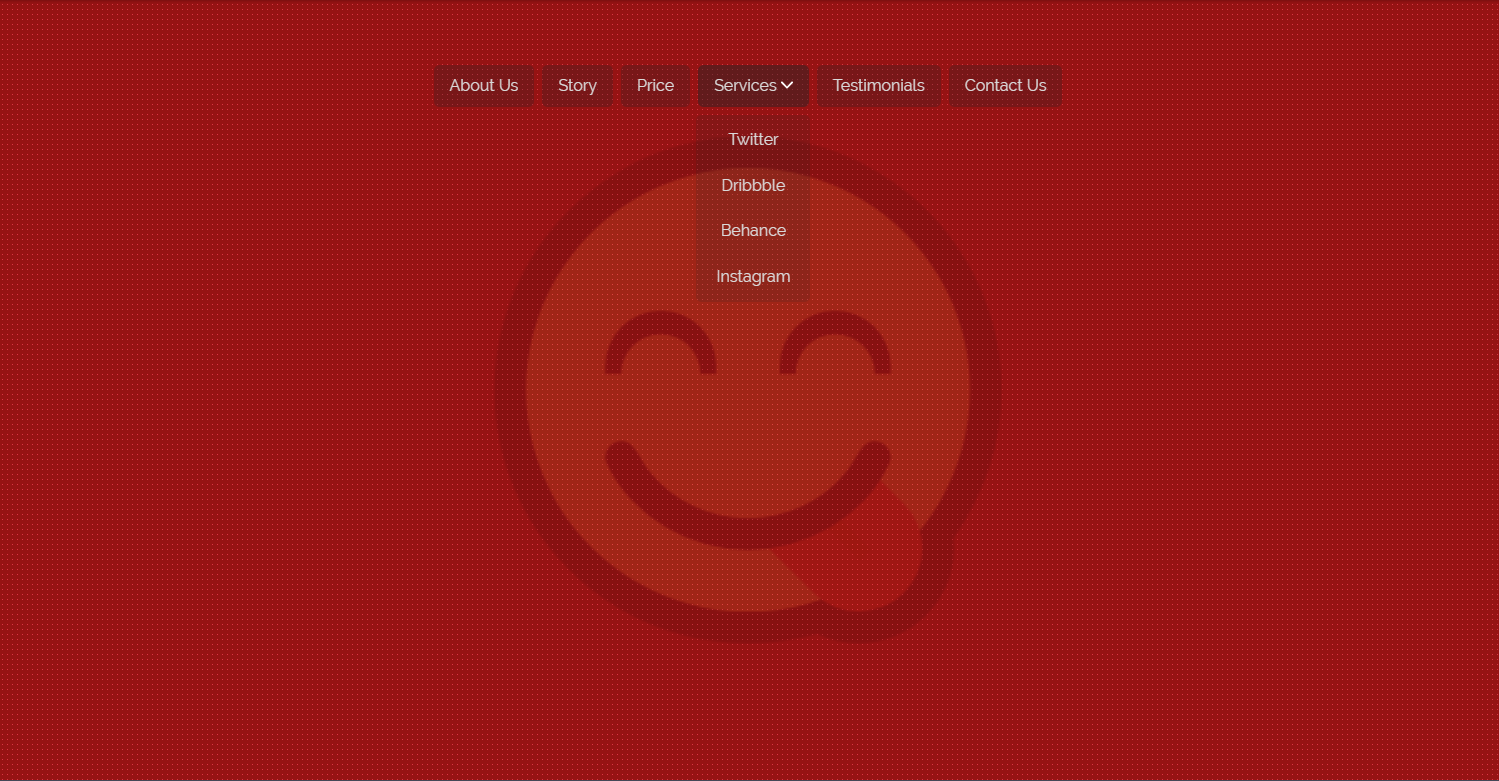 About Us Story Price Services Testimonials Contact Us
Twitter
Dribbble
Behance
Instagram